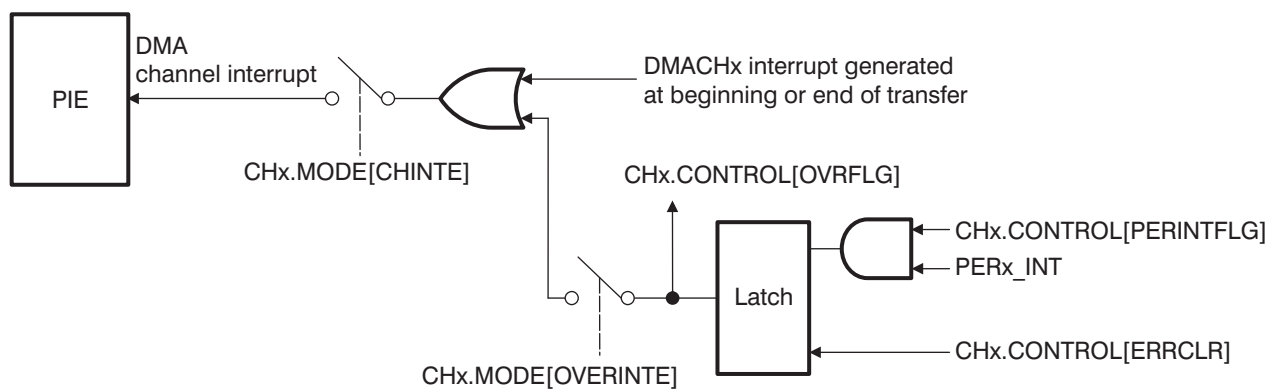 DMA
channel interrupt
PIE
DMACHx interrupt generated
at beginning or end of transfer
CHx.MODE[CHINTE]
CHx.CONTROL[OVRFLG]
CHx.CONTROL[PERINTFLG]
PERx_INT
Latch
CHx.CONTROL[ERRCLR]
CHx.MODE[OVERINTE]